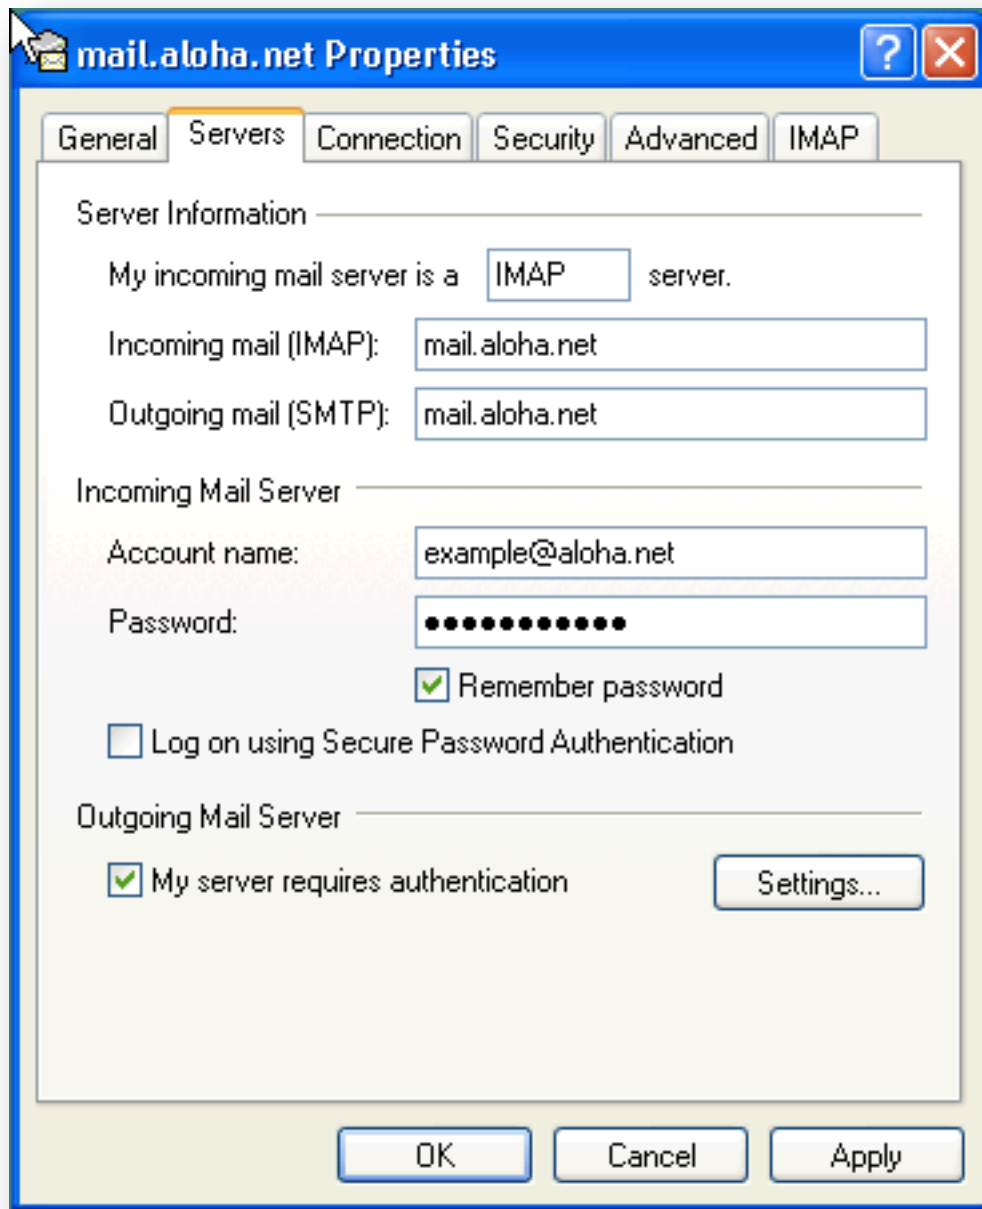 mail.aloha.net Properties
General Servers Connection Security Advanced IMAP
Server Information
My incoming mail server is a IMAP server.
Incoming mail (IMAP): mail.aloha.net
Outgoing mail (SMTP): mail.aloha.net
Incoming Mail Server
Account name: example@aloha.net
Password: ●●●●●●●●●●●
Remember password
Log on using Secure Password Authentication
Outgoing Mail Server
My server requires authentication Settings...
OK Cancel Apply